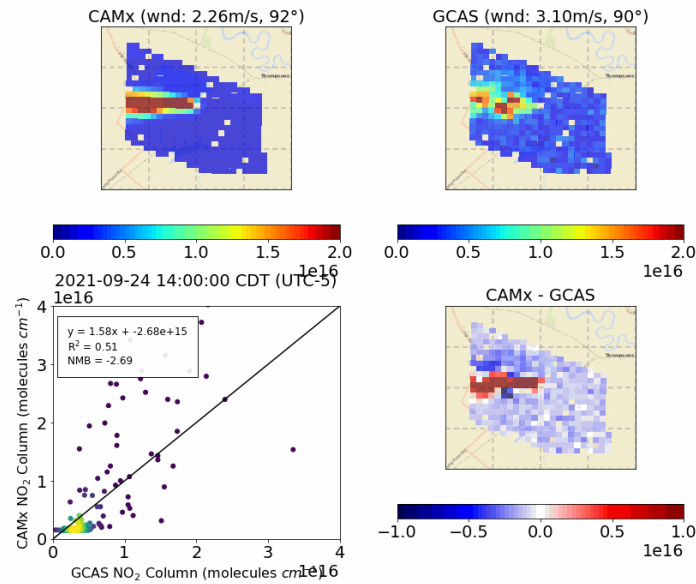 CAMx (wnd: 2.26m/s, 92°)
GCAS (wnd: 3.10m/s, 90°)
0.0 0.5 1.0 1.5 2.0
1e16
0.0 0.5 1.0 1.5 2.0
1e16
2021-09-24 14:00:00 CDT (UTC-5)
1e16
CAMx NO₂ Column (molecules cm⁻¹)
4
3
2
1
0
y = 1.58x + -2.68e+15
R² = 0.51
NMB = -2.69
0 1 2 3 4
1e16
GCAS NO₂ Column (molecules cm⁻¹)
CAMx - GCAS
−1.0 −0.5 0.0 0.5 1.0
1e16